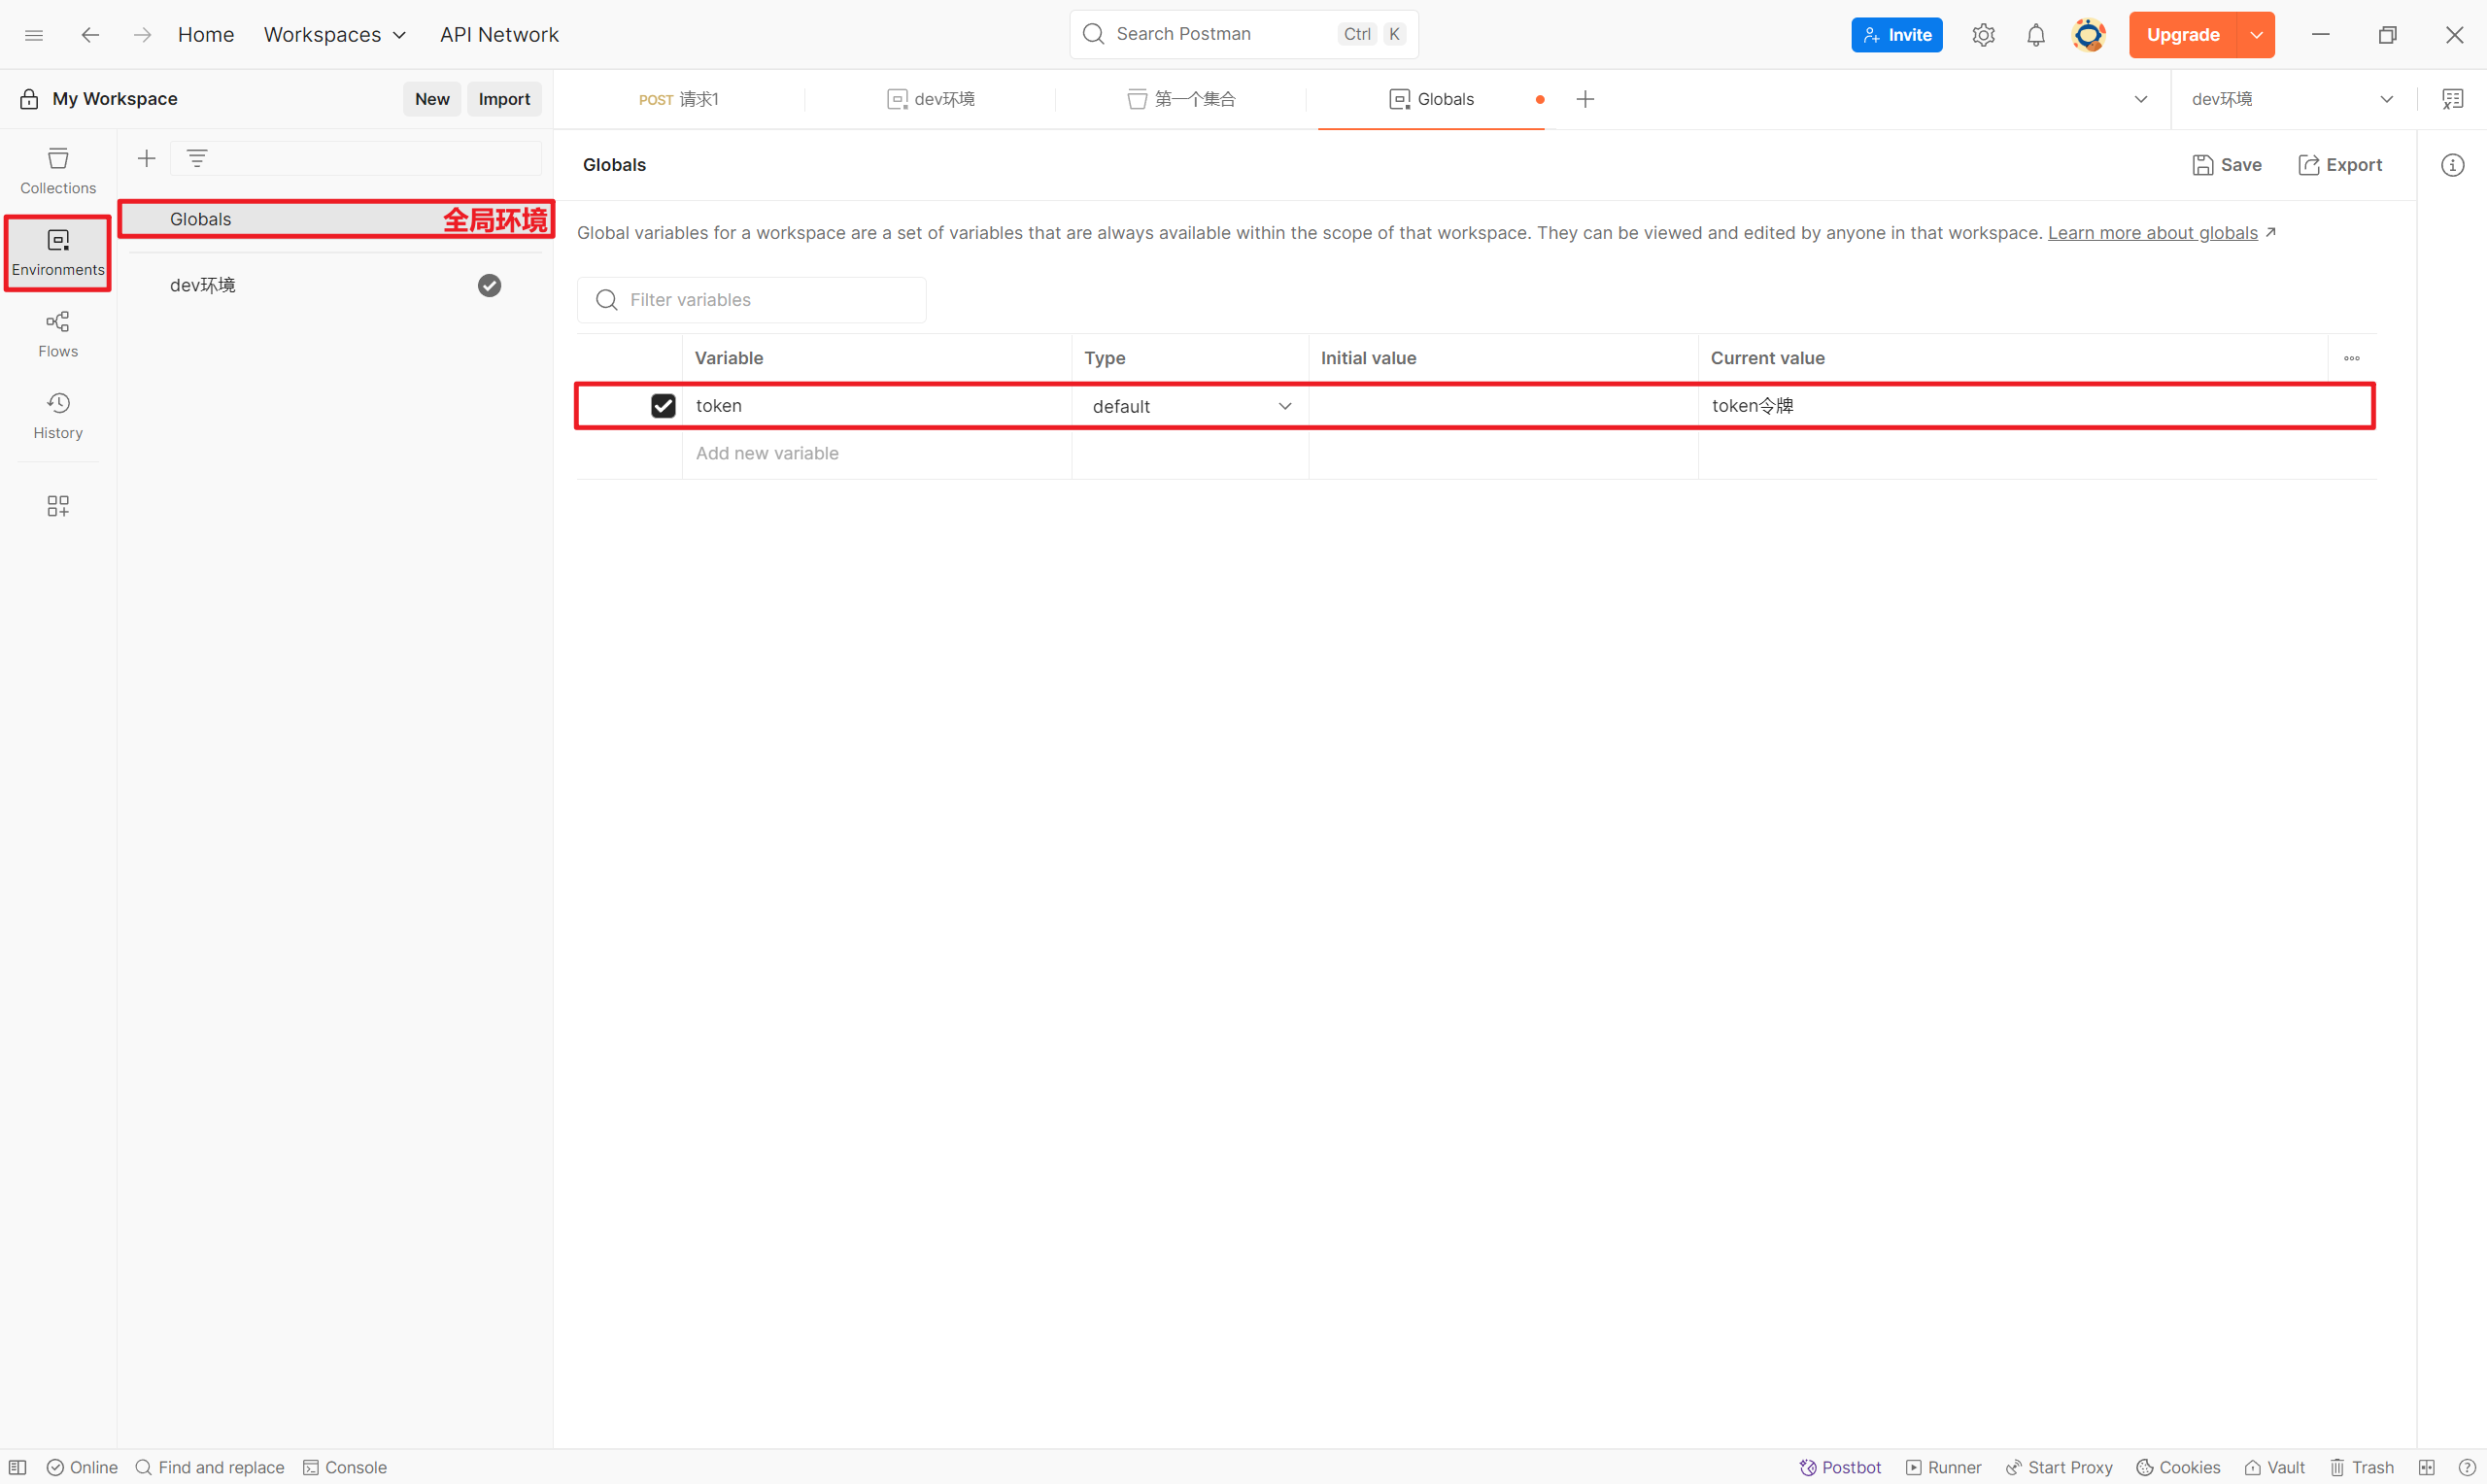 Home Workspaces API Network Search Postman Ctrl K Invite Upgrade
My Workspace New Import POST 请求1 dev环境 第一个集合 Globals dev环境
Collections
Globals Save Export
Globals 全局环境
Environments
Global variables for a workspace are a set of variables that are always available within the scope of that workspace. They can be viewed and edited by anyone in that workspace. Learn more about globals
dev环境
Filter variables
Flows
Variable Type Initial value Current value
token default token令牌
History
Add new variable
Online Find and replace Console Postbot Runner Start Proxy Cookies Vault Trash